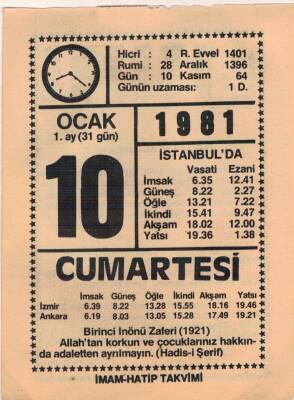 Hicri : 4 R. Evvel 1401
Rumi : 28 Aralık 1396
Gün : 10 Kasım 64
Günün uzaması: 1 D.
OCAK
1. ay (31 gün)
10
1981
İSTANBUL'DA
Vasati Ezani
İmsak 6.35 12.41
Güneş 8.22 2.27
Öğle 13.21 7.22
İkindi 15.41 9.47
Akşam 18.02 12.00
Yatsı 19.36 1.38
CUMARTESİ
İmsak Güneş Öğle İkindi Akşam Yatsı
İzmir 6.39 8.22 13.28 15.55 18.16 19.46
Ankara 6.19 8.03 13.05 15.28 17.49 19.21
Birinci İnönü Zaferi (1921)
Allah'tan korkun ve çocuklarınız hakkın-
da adaletten ayrılmayın. (Hadis-i Şerif)
İMAM-HATİP TAKVİMİ